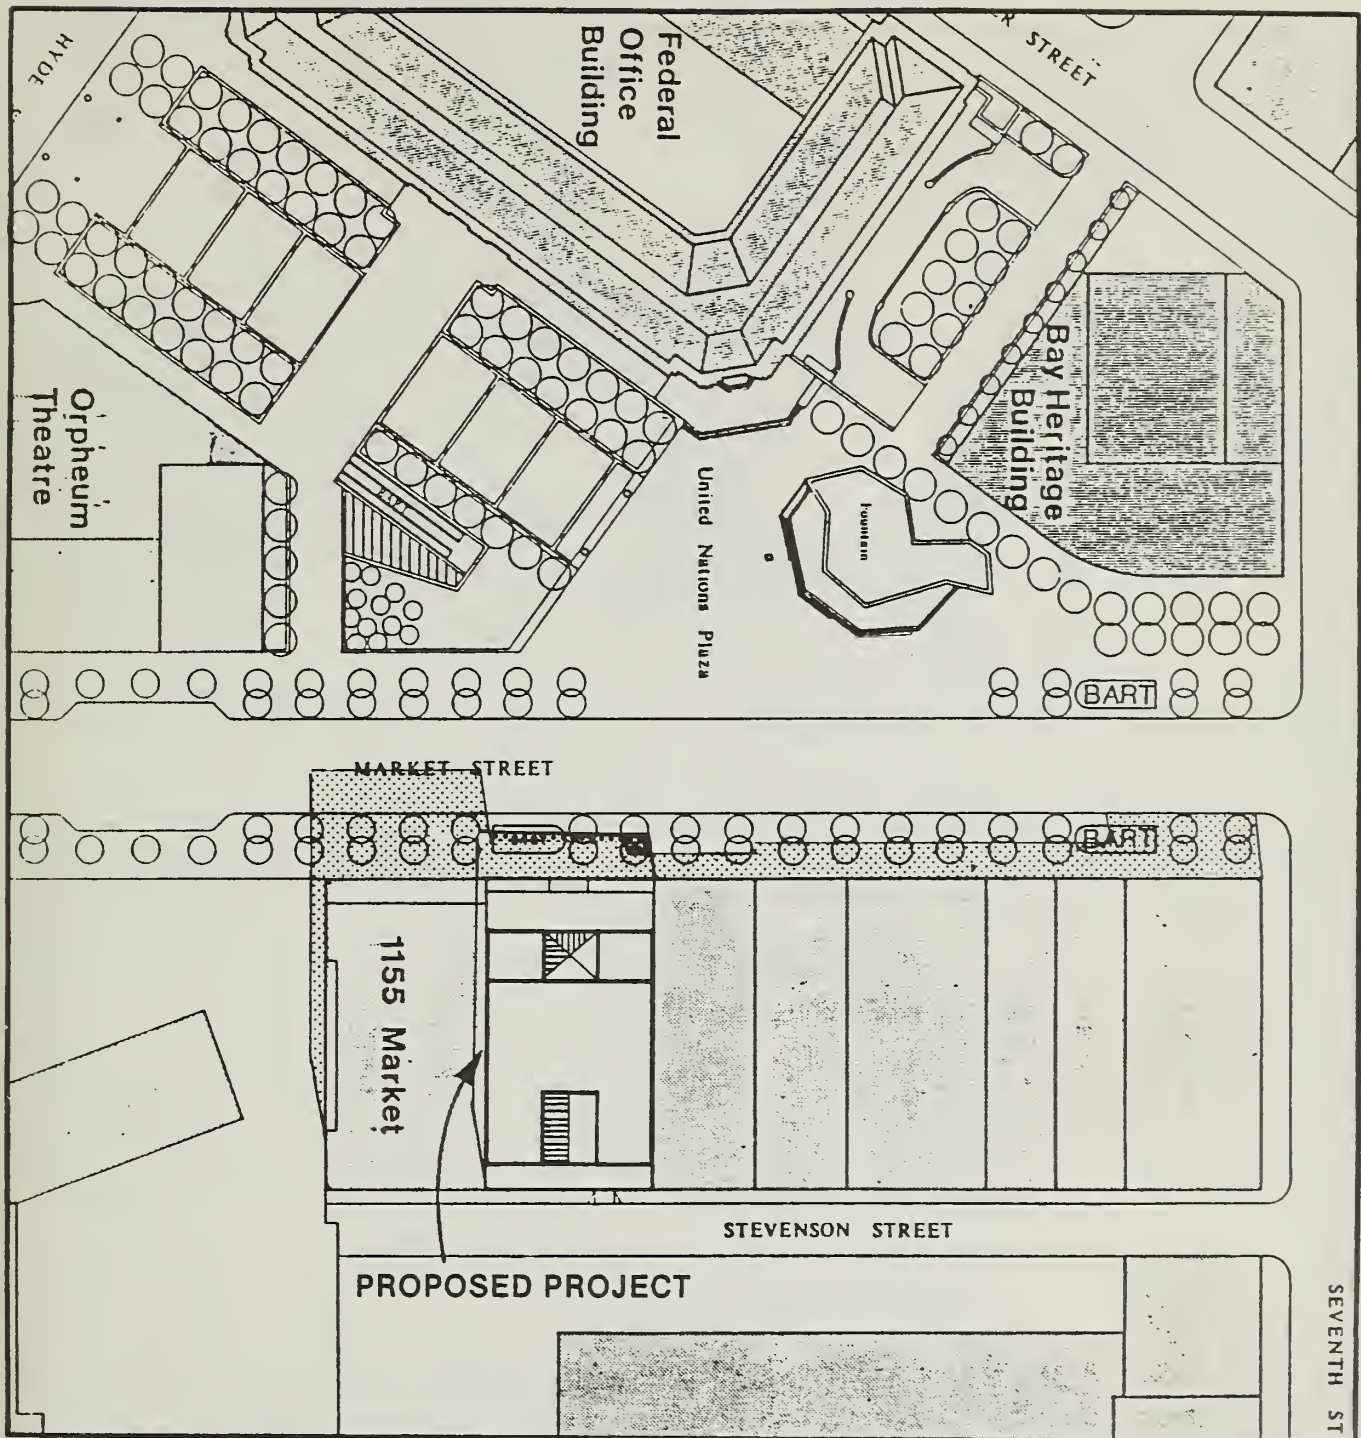 HYDE
Federal
Office
Building
STREET
Bay Heritage
Building
Orpheum
Theatre
United Nations Plaza
Fountain
BART
MARKET STREET
BART
1155 Market
STEVENSON STREET
PROPOSED PROJECT
SEVENTH ST